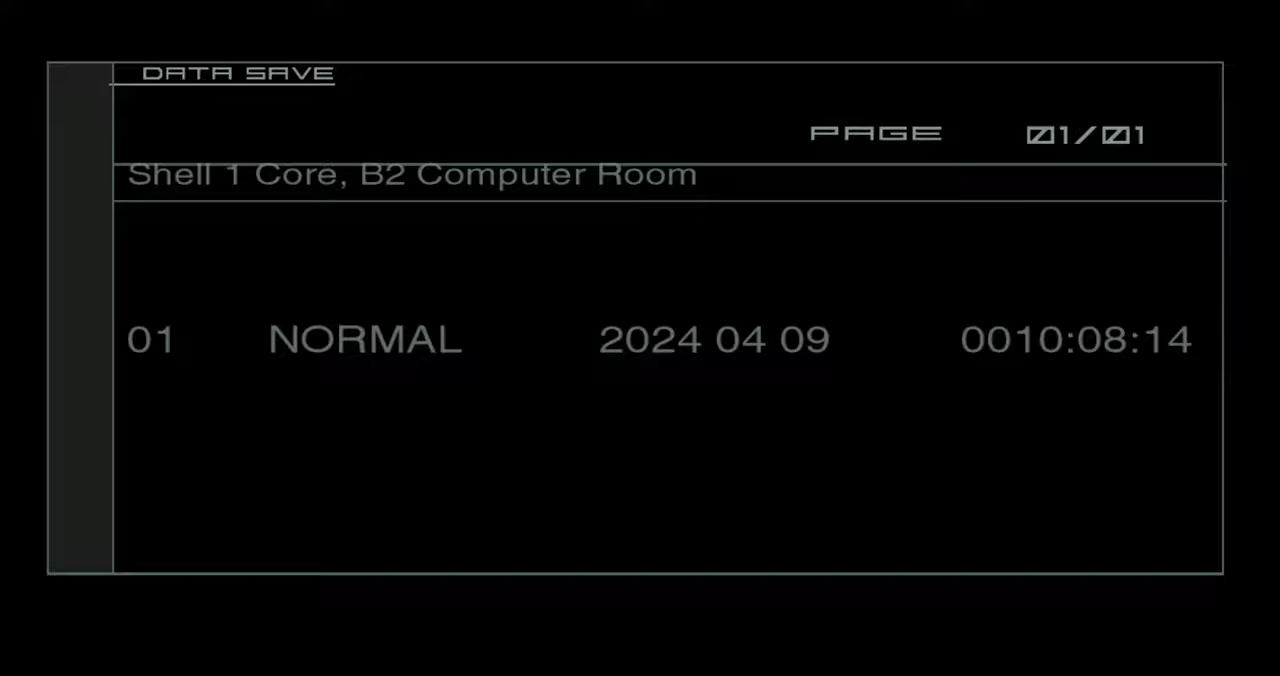 DATA SAVE
PAGE 01/01
Shell 1 Core, B2 Computer Room
01 NORMAL 2024 04 09 0010:08:14